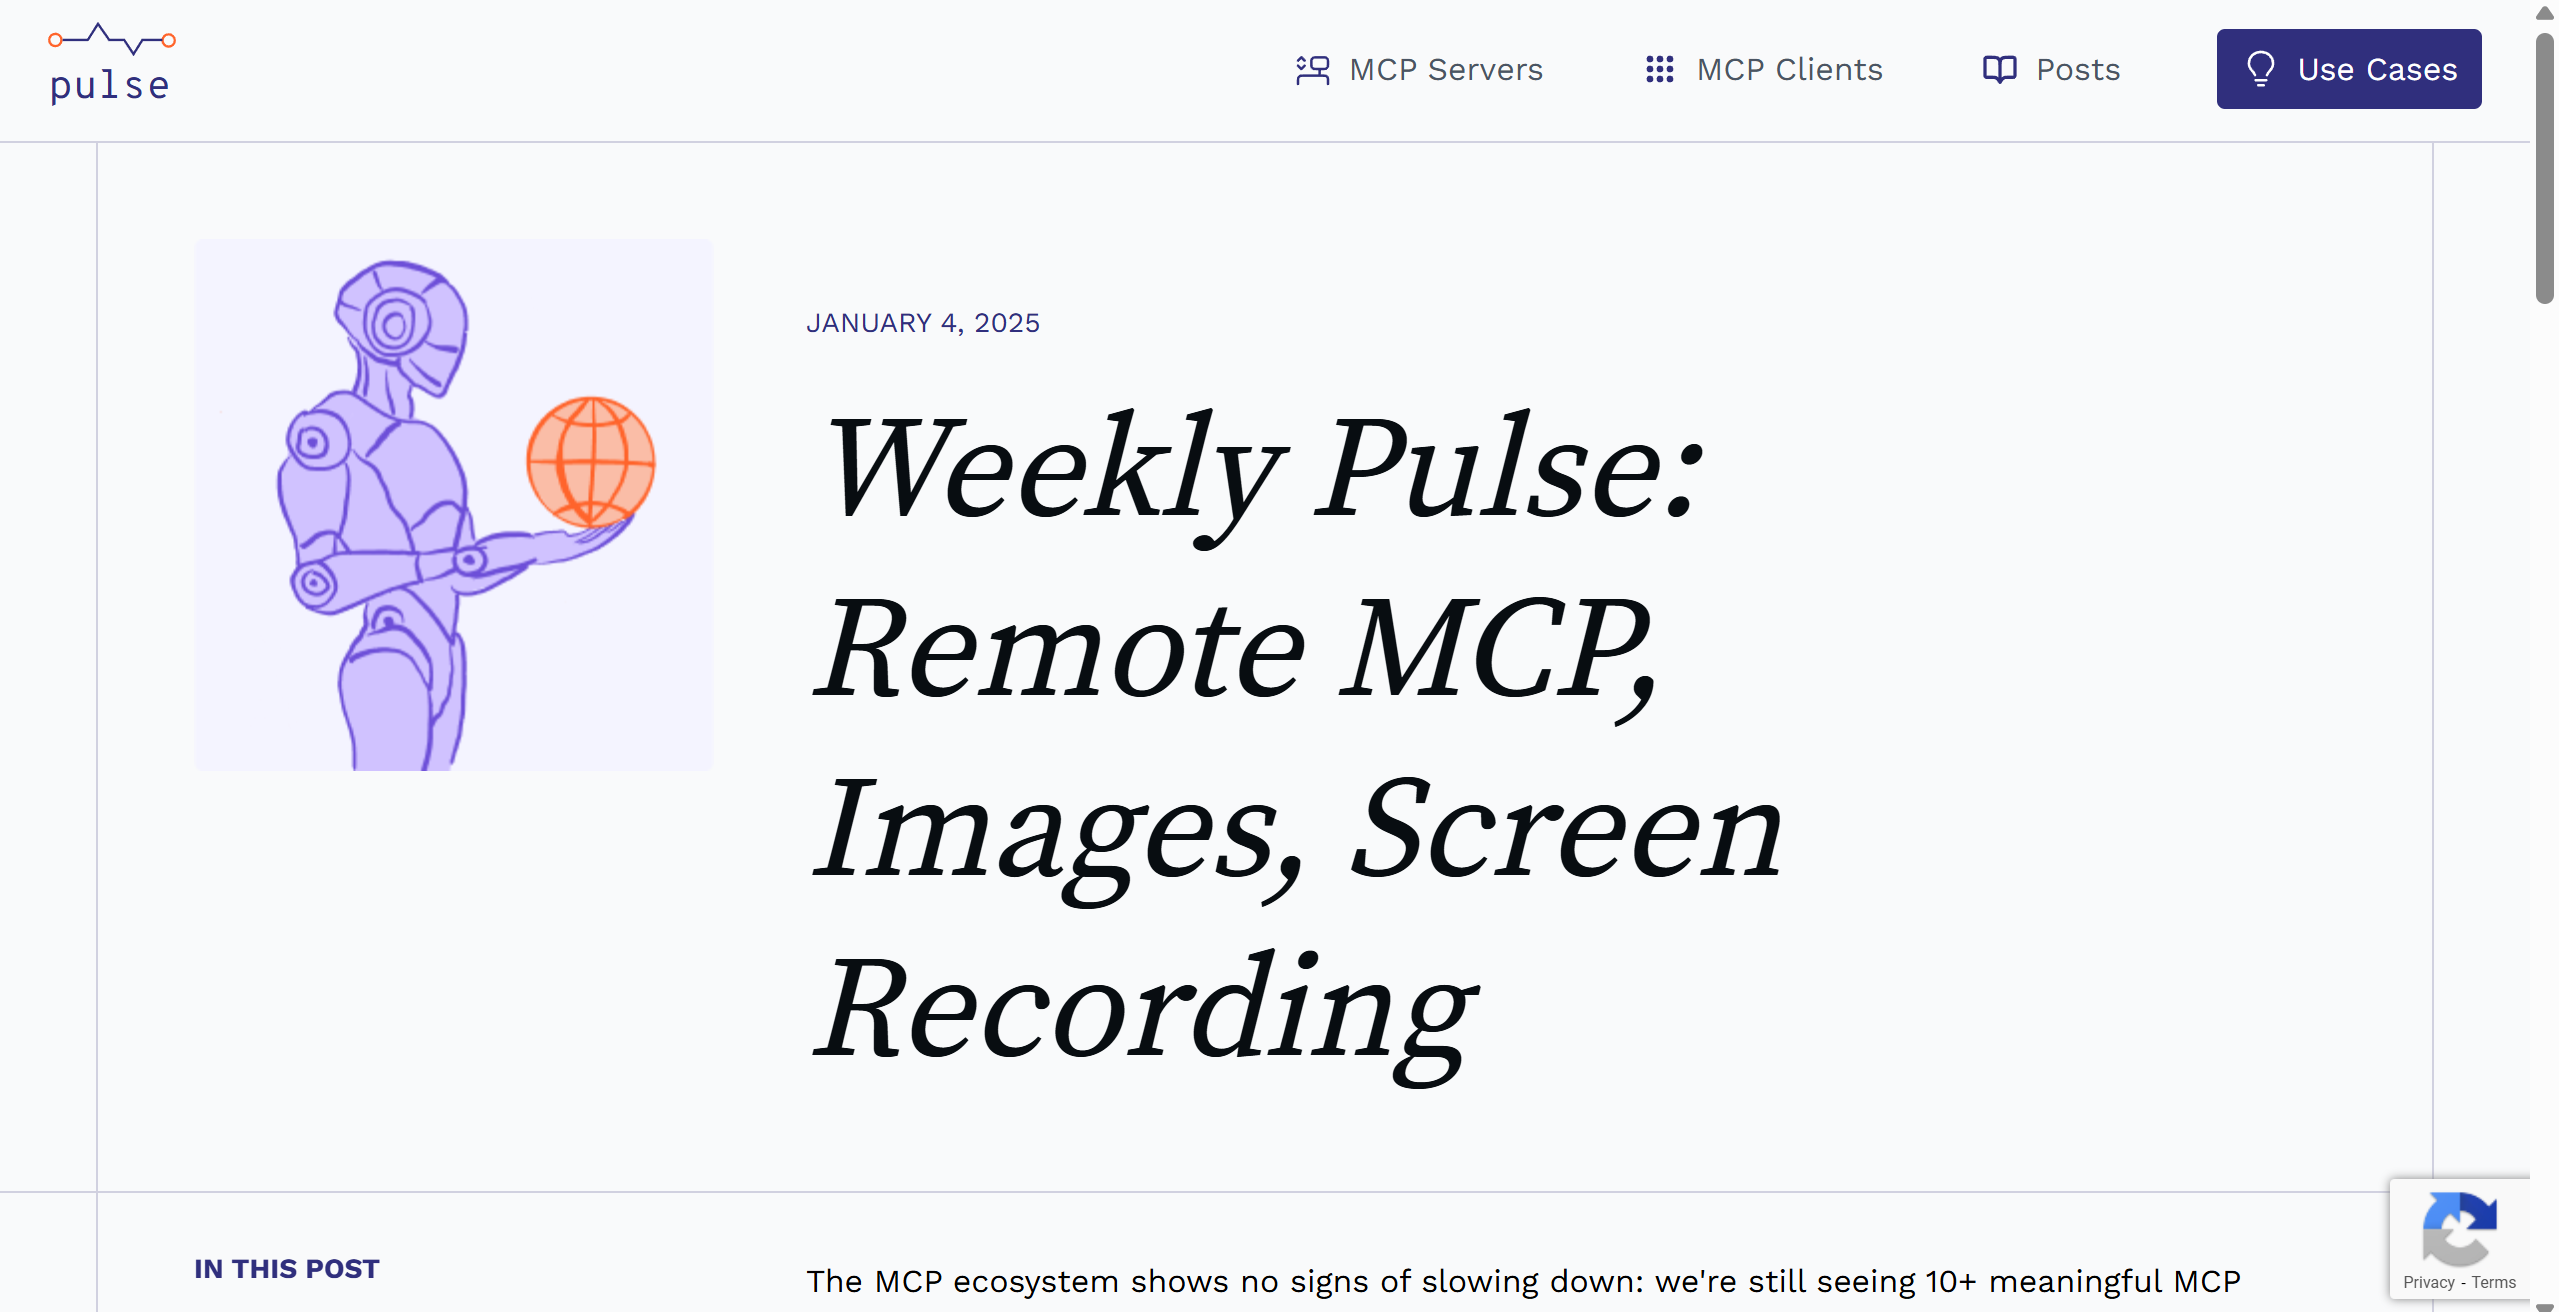 pulse
MCP Servers
MCP Clients
Posts
Use Cases
JANUARY 4, 2025
Weekly Pulse:
Remote MCP,
Images, Screen
Recording
IN THIS POST
The MCP ecosystem shows no signs of slowing down: we're still seeing 10+ meaningful MCP
Privacy - Terms